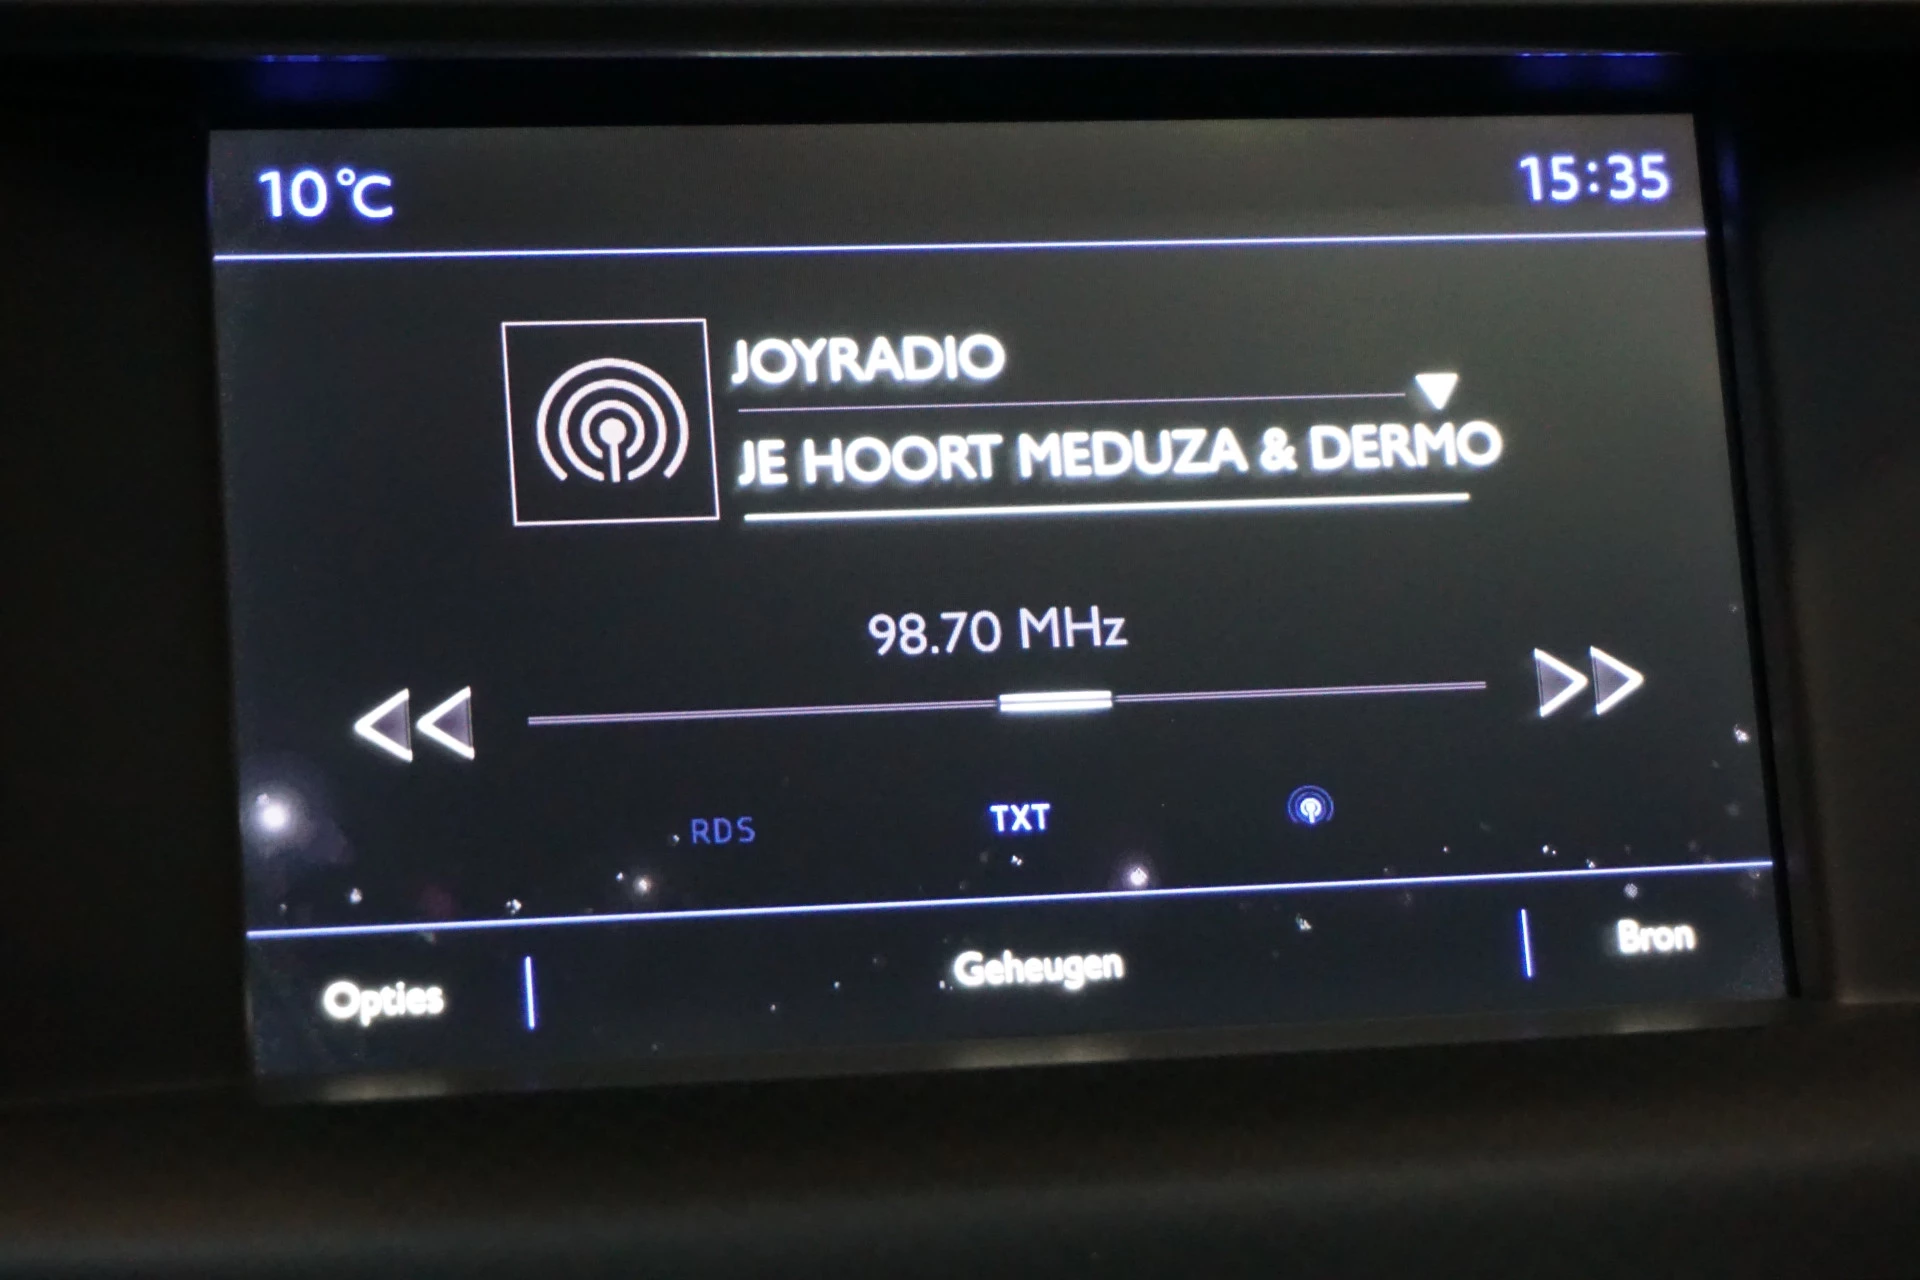 10°C
15:35
JOYRADIO
JE HOORT MEDUZA & DERMO
98.70 MHz
RDS
TXT
Opties
Geheugen
Bron